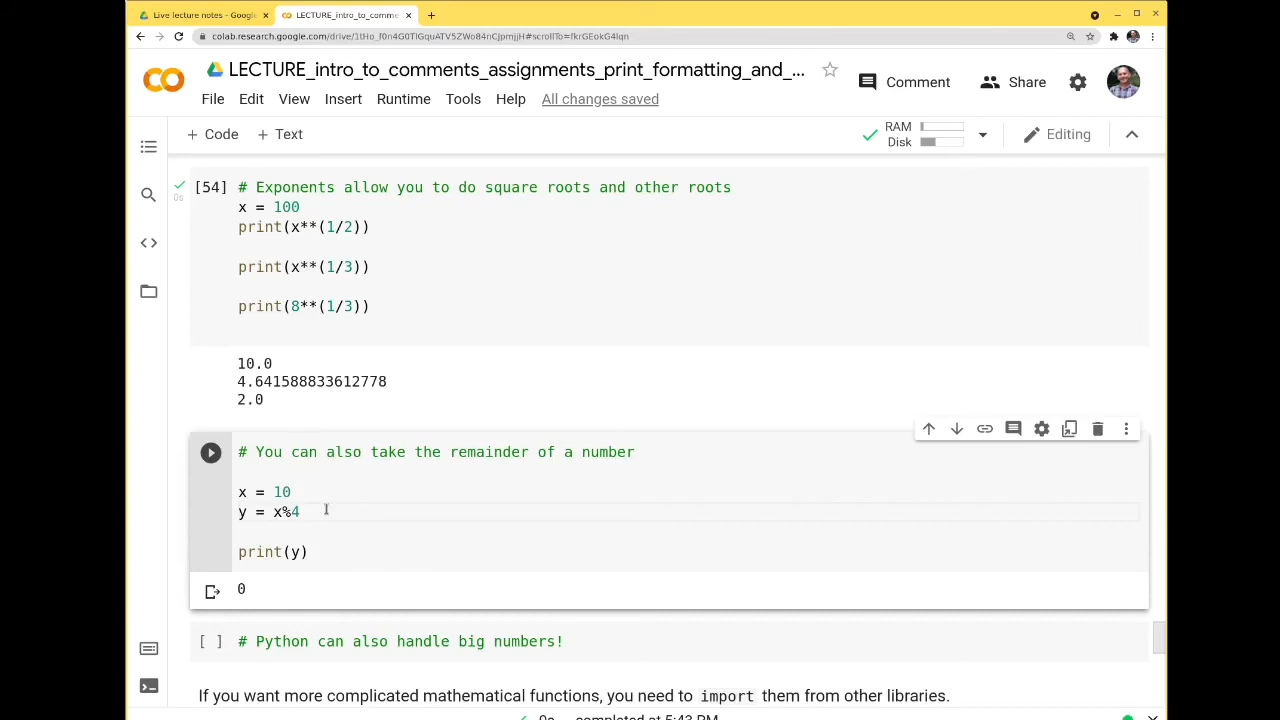 Live lecture notes - Google
LECTURE_intro_to_comme
colab.research.google.com/drive/1tHo_f0n4G0TIGquATV5ZWo84nCJpmjjH#scrollTo=fkrGEokG4Iqn
LECTURE_intro_to_comments_assignments_print_formatting_and_...
Comment
Share
File Edit View Insert Runtime Tools Help All changes saved
+ Code + Text
RAM
Disk
Editing
[54] # Exponents allow you to do square roots and other roots
0s
x = 100
print(x**(1/2))
print(x**(1/3))
print(8**(1/3))
10.0
4.641588833612778
2.0
# You can also take the remainder of a number
x = 10
y = x%4
print(y)
0
[ ] # Python can also handle big numbers!
If you want more complicated mathematical functions, you need to import them from other libraries.
0s completed at 5:43 PM